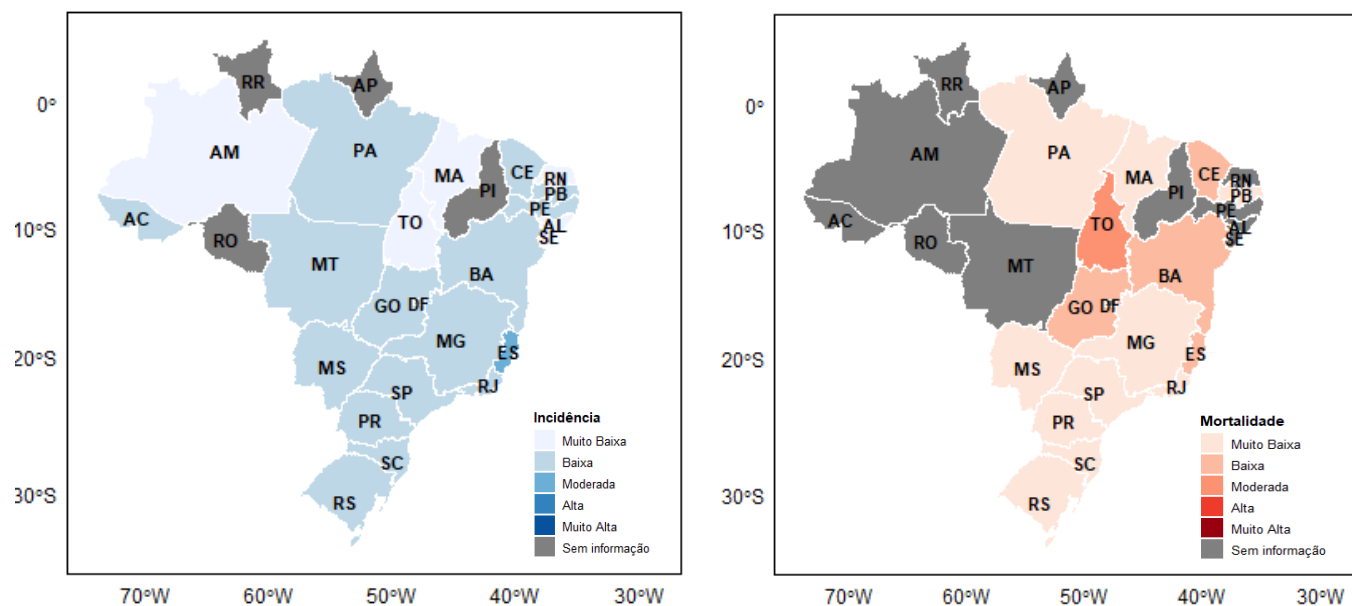 RR
AP
0°
AM
PA
MA
CE
RN
PI
PB
PE
AC
TO
AL
10°S
SE
RO
MT
BA
GO DF
MG
20°S
ES
MS
RJ
SP
PR
SC
30°S
RS
Incidência
Muito Baixa
Baixa
Moderada
Alta
Muito Alta
Sem informação
70°W 60°W 50°W 40°W 30°W
RR
AP
0°
AM
PA
MA
CE
RN
PI
PB
PE
AC
TO
AL
10°S
SE
RO
MT
BA
GO DF
MG
20°S
ES
MS
RJ
SP
PR
SC
30°S
RS
Mortalidade
Muito Baixa
Baixa
Moderada
Alta
Muito Alta
Sem informação
70°W 60°W 50°W 40°W 30°W